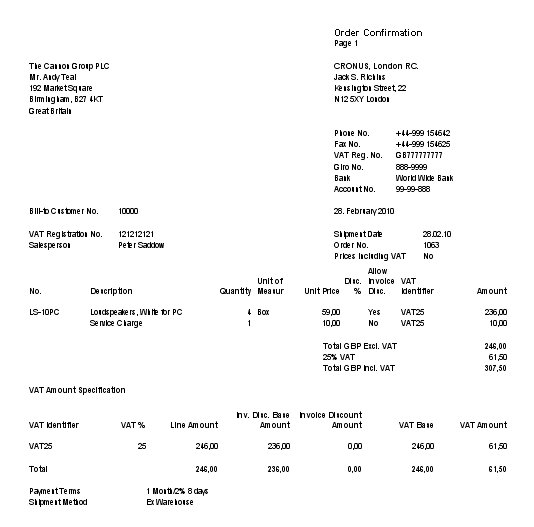 Order Confirmation
Page 1
The Cannon Group PLC
Mr. Andy Teal
192 Market Square
Birmingham, B27 4KT
Great Britain
CRONUS, London RC.
Jack S. Richins
Kensington Street, 22
N12 5XY London
Phone No. +44-999 154642
Fax No. +44-999 154625
VAT Reg. No. GB777777777
Giro No. 888-9999
Bank World Wide Bank
Account No. 99-99-888
Bill-to Customer No. 10000
28. February 2010
VAT Registration No. 121212121
Salesperson Peter Saddow
Shipment Date 28.02.10
Order No. 1063
Prices Including VAT No
No. Description Quantity Unit of Measur Unit Price Disc. % Allow Invoice Disc. VAT Identifier Amount
LS-10PC Loudspeakers, White for PC 4 Box 59,00 Yes VAT25 236,00
Service Charge 1 10,00 No VAT25 10,00
Total GBP Excl. VAT 246,00
25% VAT 61,50
Total GBP Incl. VAT 307,50
VAT Amount Specification
VAT Identifier VAT % Line Amount Inv. Disc. Base Amount Invoice Discount Amount VAT Base VAT Amount
VAT25 25 246,00 236,00 0,00 246,00 61,50
Total 246,00 236,00 0,00 246,00 61,50
Payment Terms 1 Month/2% 8 days
Shipment Method Ex Warehouse